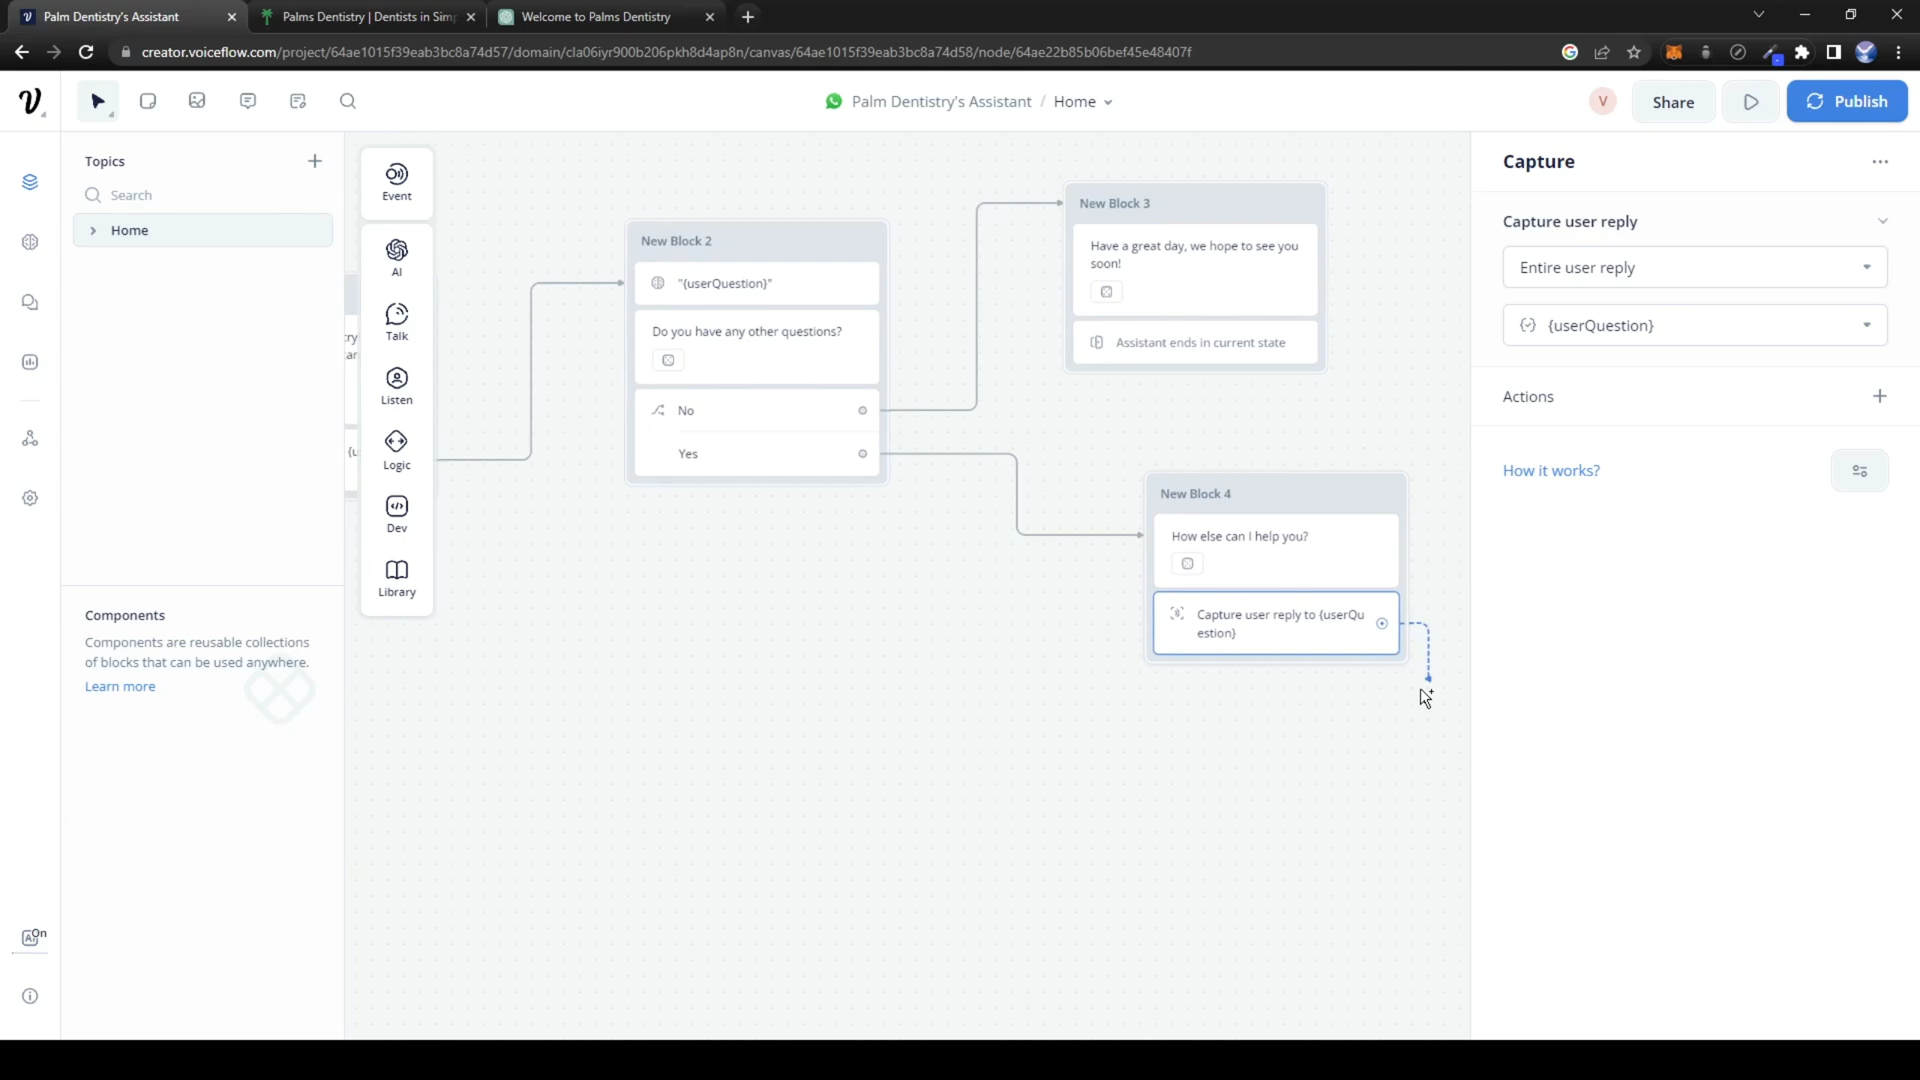 Palm Dentistry's Assistant
Palms Dentistry | Dentists in Sim
Welcome to Palms Dentistry
creator.voiceflow.com/project/64ae1015f39eab3bc8a74d57/domain/cla06iyr900b206pkh8d4ap8n/canvas/64ae1015f39eab3bc8a74d58/node/64ae22b85b06bef45e48407f
Palm Dentistry's Assistant / Home
V
Share
Publish
Topics
Search
Home
Components
Components are reusable collections
of blocks that can be used anywhere.
Learn more
On
Event
AI
Talk
Listen
Logic
Dev
Library
New Block 2
"{userQuestion}"
Do you have any other questions?
No
Yes
New Block 3
Have a great day, we hope to see you
soon!
Assistant ends in current state
New Block 4
How else can I help you?
Capture user reply to {userQu
estion}
Capture
Capture user reply
Entire user reply
{userQuestion}
Actions
How it works?